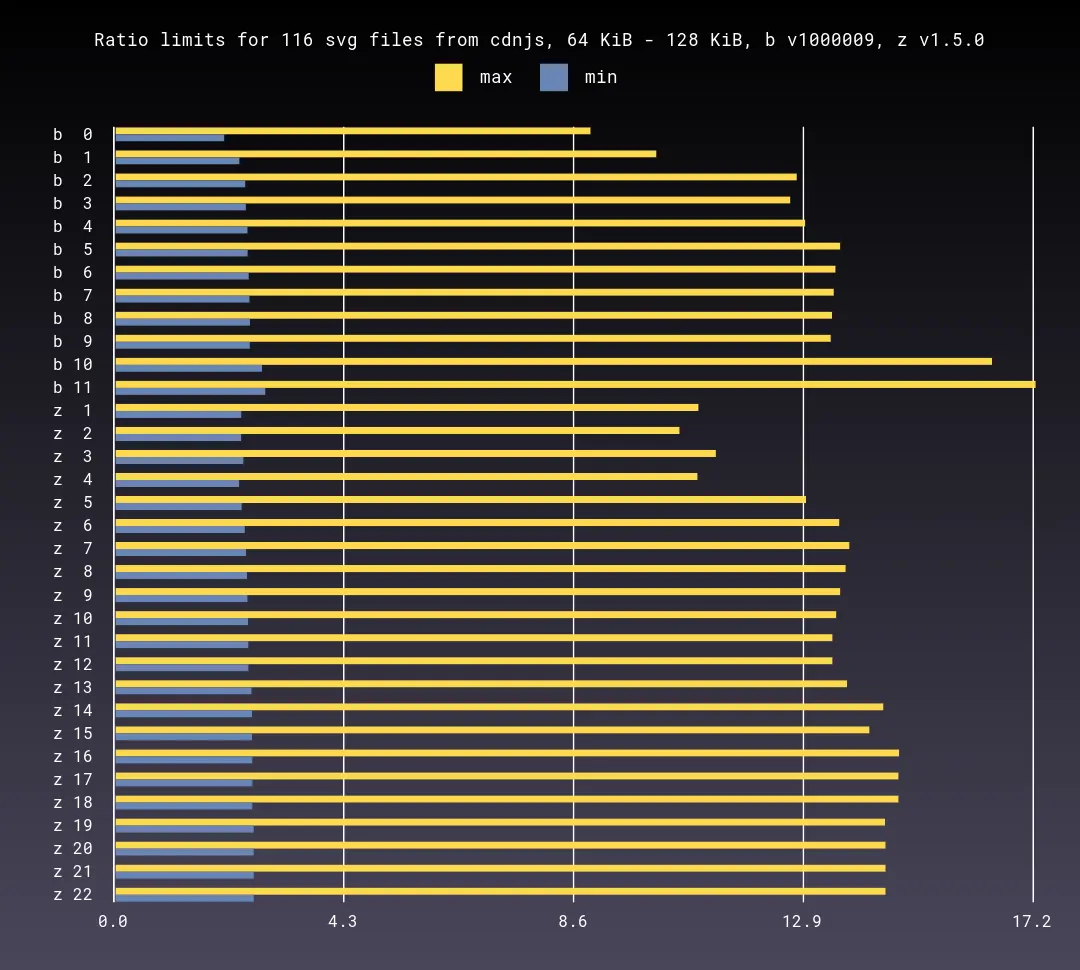 Ratio limits for 116 svg files from cdnjs, 64 KiB - 128 KiB, b v1000009, z v1.5.0
max min
b 0
b 1
b 2
b 3
b 4
b 5
b 6
b 7
b 8
b 9
b 10
b 11
z 1
z 2
z 3
z 4
z 5
z 6
z 7
z 8
z 9
z 10
z 11
z 12
z 13
z 14
z 15
z 16
z 17
z 18
z 19
z 20
z 21
z 22
0.0 4.3 8.6 12.9 17.2